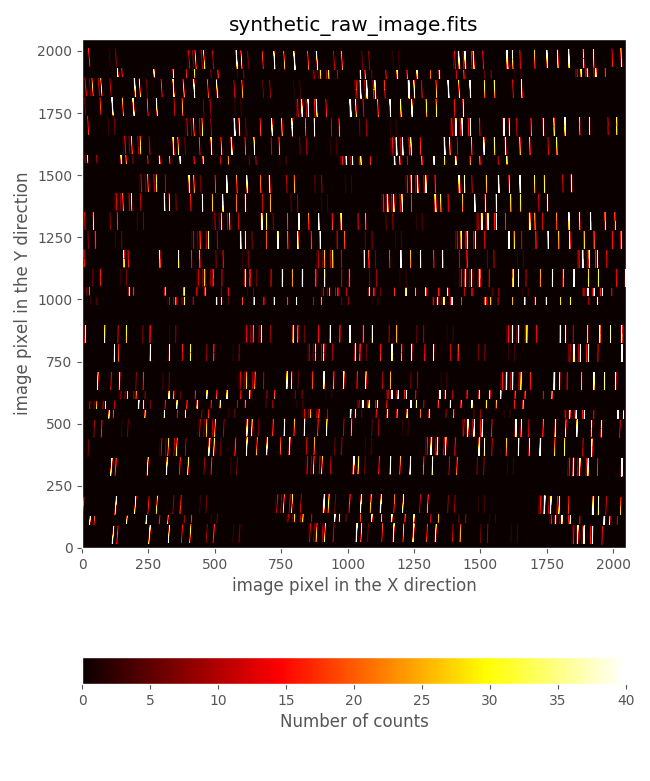 synthetic_raw_image.fits
2000
1750
1500
1250
1000
750
500
250
0
image pixel in the Y direction
0 250 500 750 1000 1250 1500 1750 2000
image pixel in the X direction
0 5 10 15 20 25 30 35 40
Number of counts